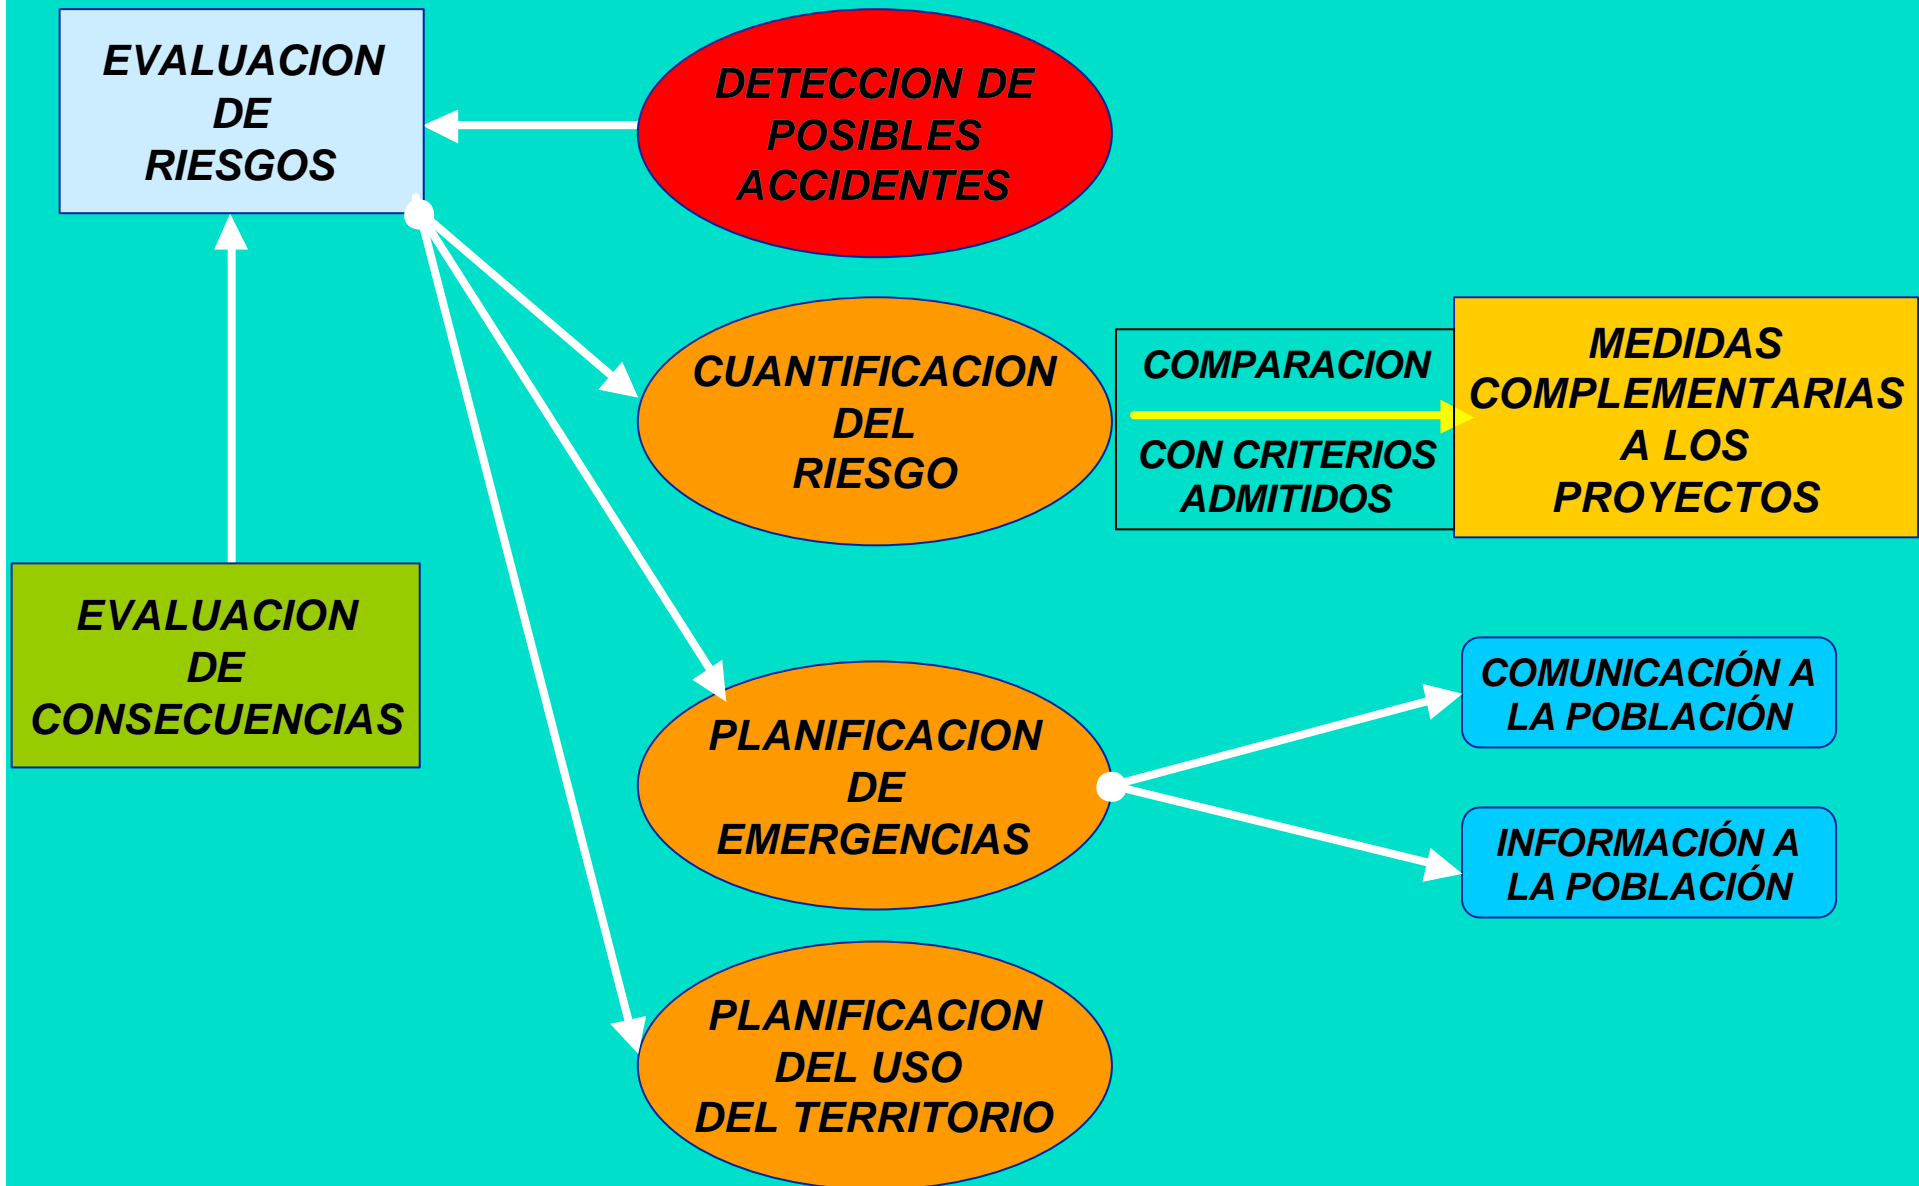 EVALUACION
DE
RIESGOS
DETECCION DE
POSIBLES
ACCIDENTES
CUANTIFICACION
DEL
RIESGO
COMPARACION
CON CRITERIOS
ADMITIDOS
MEDIDAS
COMPLEMENTARIAS
A LOS
PROYECTOS
EVALUACION
DE
CONSECUENCIAS
PLANIFICACION
DE
EMERGENCIAS
COMUNICACIÓN A
LA POBLACIÓN
INFORMACIÓN A
LA POBLACIÓN
PLANIFICACION
DEL USO
DEL TERRITORIO